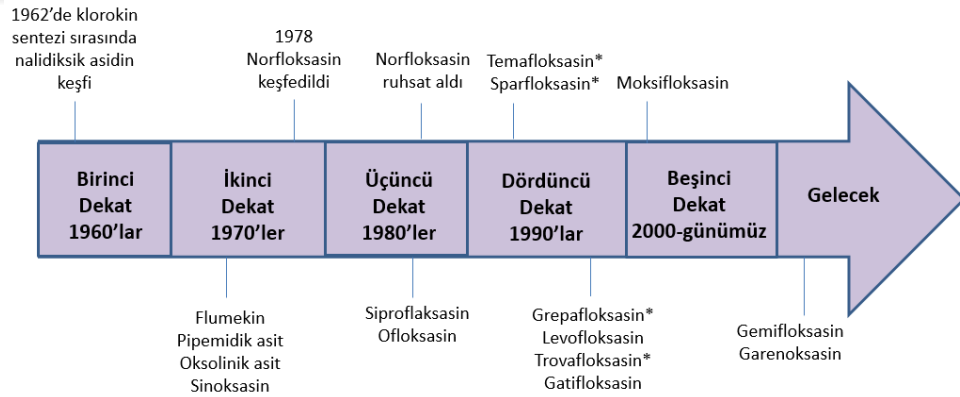 1962’de klorokin
sentezi sırasında
nalidiksik asidin
keşfi
1978
Norfloksasin
keşfedildi
Norfloksasin
ruhsat aldı
Temafloksasin*
Sparfloksasin*
Moksifloksasin
Birinci
Dekat
1960’lar
İkinci
Dekat
1970’ler
Üçüncü
Dekat
1980’ler
Dördüncü
Dekat
1990’lar
Beşinci
Dekat
2000-günümüz
Gelecek
Flumekin
Pipemidik asit
Oksolinik asit
Sinoksasin
Siproflaksasin
Ofloksasin
Grepafloksasin*
Levofloksasin
Trovafloksasin*
Gatifloksasin
Gemifloksasin
Garenoksasin